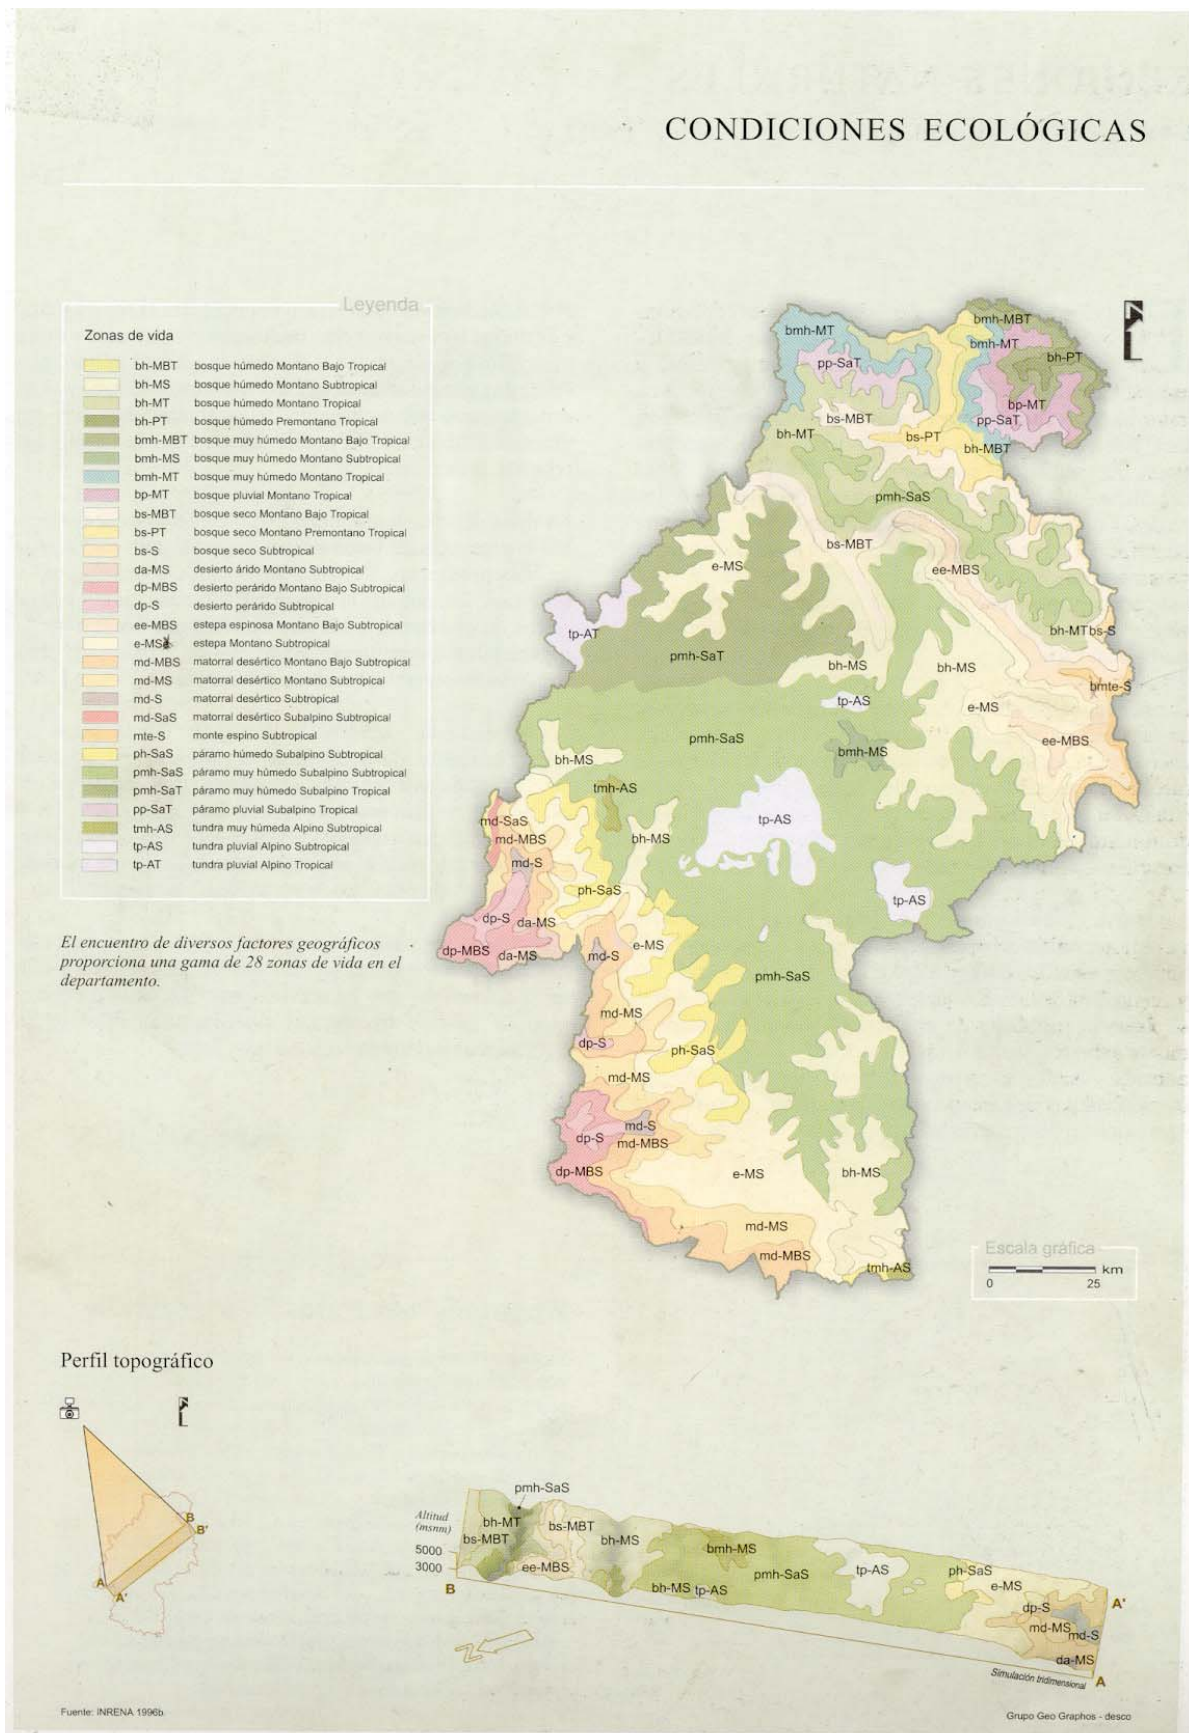 CONDICIONES ECOLÓGICAS
Leyenda
Zonas de vida
bh-MBT bosque húmedo Montano Bajo Tropical
bh-MS bosque húmedo Montano Subtropical
bh-MT bosque húmedo Montano Tropical
bh-PT bosque húmedo Premontano Tropical
bmh-MBT bosque muy húmedo Montano Bajo Tropical
bmh-MS bosque muy húmedo Montano Subtropical
bmh-MT bosque muy húmedo Montano Tropical
bp-MT bosque pluvial Montano Tropical
bs-MBT bosque seco Montano Bajo Tropical
bs-PT bosque seco Montano Premontano Tropical
bs-S bosque seco Subtropical
da-MS desierto árido Montano Subtropical
dp-MBS desierto perárido Montano Bajo Subtropical
dp-S desierto perárido Subtropical
ee-MBS estepa espinosa Montano Bajo Subtropical
e-MS estepa Montano Subtropical
md-MBS matorral desértico Montano Bajo Subtropical
md-MS matorral desértico Montano Subtropical
md-S matorral desértico Subtropical
md-SaS matorral desértico Subalpino Subtropical
mte-S monte espino Subtropical
ph-SaS páramo húmedo Subalpino Subtropical
pmh-SaS páramo muy húmedo Subalpino Subtropical
pmh-SaT páramo muy húmedo Subalpino Tropical
pp-SaT páramo pluvial Subalpino Tropical
tmh-AS tundra muy húmeda Alpino Subtropical
tp-AS tundra pluvial Alpino Subtropical
tp-AT tundra pluvial Alpino Tropical
El encuentro de diversos factores geográficos
proporciona una gama de 28 zonas de vida en el
departamento.
N
bmh-MBT
bmh-MT
bmh-MT
bh-PT
pp-SaT
bp-MT
bs-MBT
pp-SaT
bh-MT
bs-PT
bh-MBT
pmh-SaS
bs-MBT
e-MS
ee-MBS
tp-AT
bh-MT
bs-S
pmh-SaT
bh-MS
bh-MS
bmte-S
tp-AS
e-MS
pmh-SaS
ee-MBS
bmh-MS
bh-MS
tmh-AS
md-SaS
tp-AS
md-MBS
bh-MS
md-S
ph-SaS
tp-AS
dp-S
da-MS
e-MS
dp-MBS
da-MS
md-S
pmh-SaS
md-MS
dp-S
ph-SaS
md-MS
md-S
dp-S
md-MBS
dp-MBS
e-MS
bh-MS
md-MS
md-MBS
tmh-AS
Escala gráfica
km
0 25
Perfil topográfico
B
B'
A
A'
Altitud
(msnm)
5000
3000
B
pmh-SaS
bh-MT
bs-MBT
bs-MBT
ee-MBS
bh-MS
bmh-MS
bh-MS
tp-AS
pmh-SaS
tp-AS
ph-SaS
e-MS
dp-S
md-MS
md-S
da-MS
A'
A
N
Simulación tridimensional
Fuente: INRENA 1996b
Grupo Geo Graphos - desco